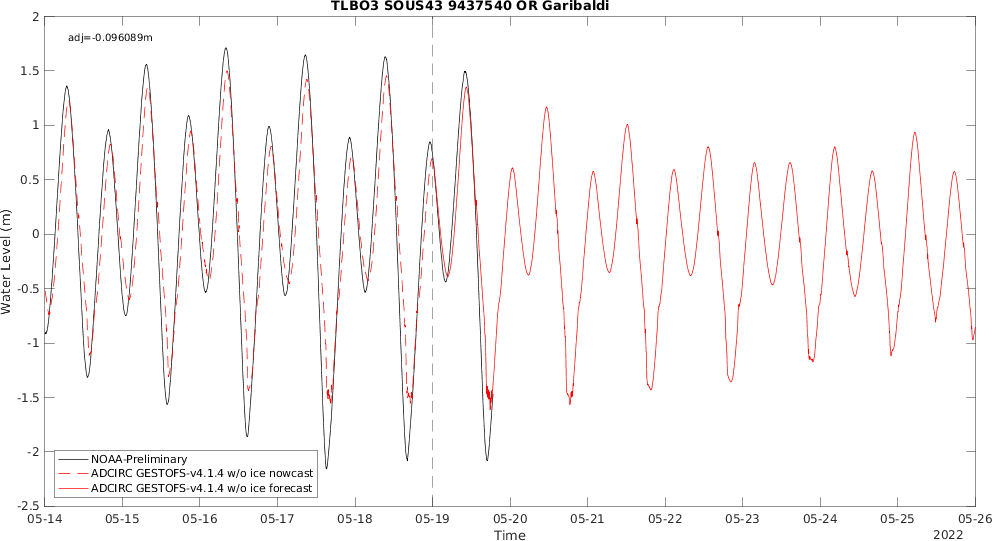 TLBO3 SOUS43 9437540 OR Garibaldi
adj=-0.096089m
2
1.5
1
0.5
0
-0.5
-1
-1.5
-2
-2.5
Water Level (m)
NOAA-Preliminary
ADCIRC GESTOFS-v4.1.4 w/o ice nowcast
ADCIRC GESTOFS-v4.1.4 w/o ice forecast
05-14 05-15 05-16 05-17 05-18 05-19 05-20 05-21 05-22 05-23 05-24 05-25 05-26
Time
2022